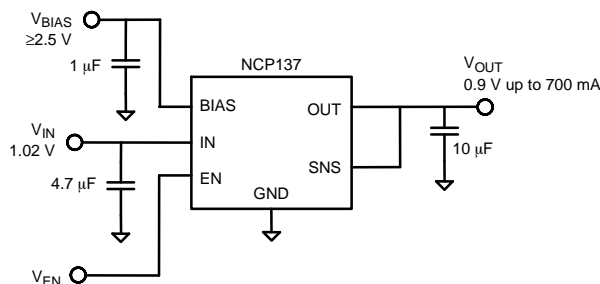 VBIAS
≥2.5 V
1 μF
NCP137
VOUT
0.9 V up to 700 mA
BIAS
OUT
VIN
1.02 V
IN
10 μF
4.7 μF
EN
SNS
GND
VEN